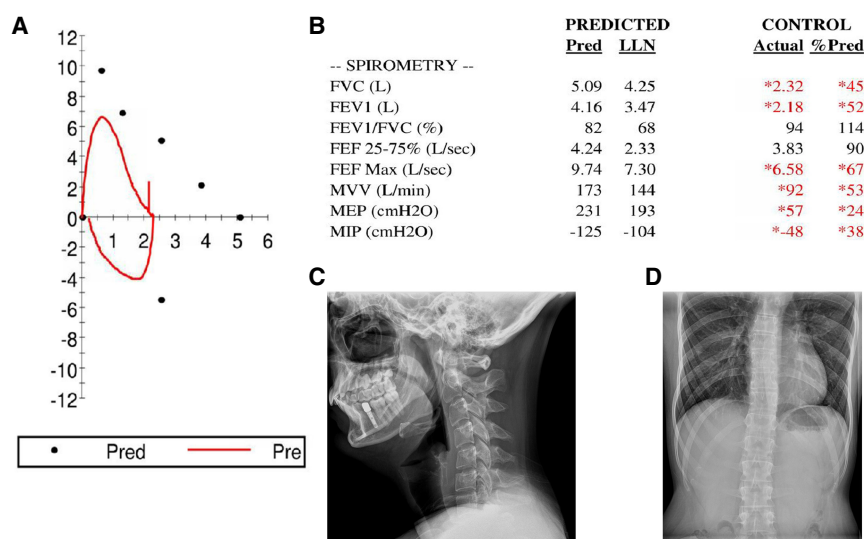 A
12
10
8
6
4
2
0
-2
-4
-6
-8
-10
-12
1 2 3 4 5 6
Pred Pre
B
PREDICTED CONTROL
Pred LLN Actual %Pred
-- SPIROMETRY --
FVC (L) 5.09 4.25 *2.32 *45
FEV1 (L) 4.16 3.47 *2.18 *52
FEV1/FVC (%) 82 68 94 114
FEF 25-75% (L/sec) 4.24 2.33 3.83 90
FEF Max (L/sec) 9.74 7.30 *6.58 *67
MVV (L/min) 173 144 *92 *53
MEP (cmH2O) 231 193 *57 *24
MIP (cmH2O) -125 -104 *-48 *38
C
D